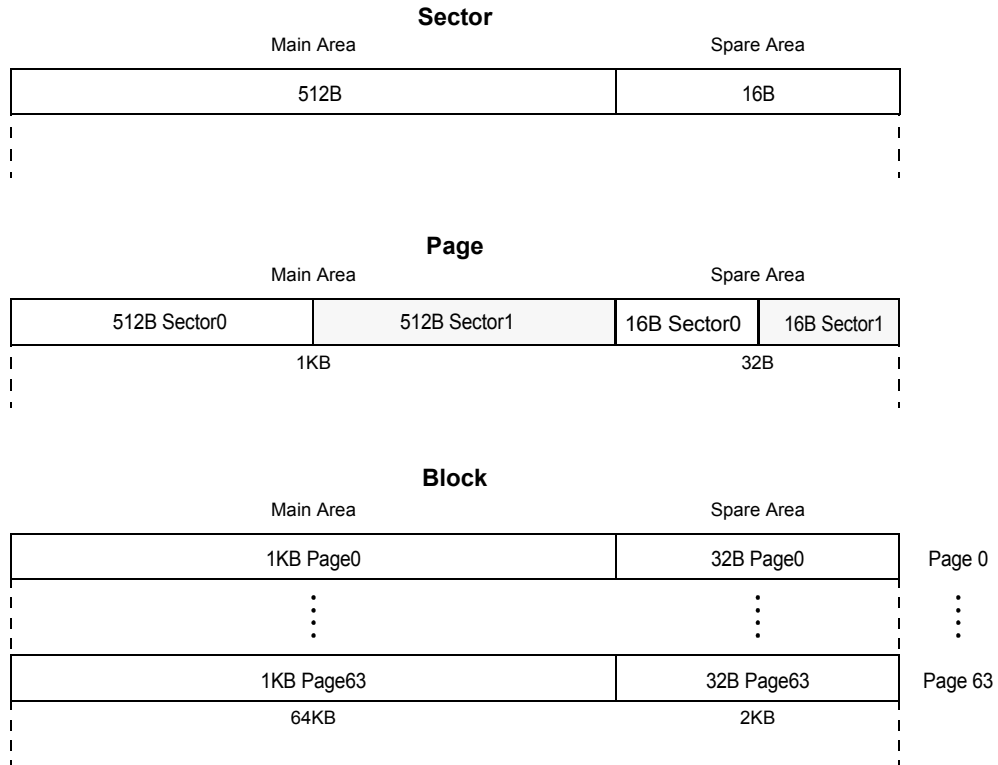 Sector
Main Area Spare Area
512B 16B
Page
Main Area Spare Area
512B Sector0 512B Sector1 16B Sector0 16B Sector1
1KB 32B
Block
Main Area Spare Area
1KB Page0 32B Page0 Page 0
1KB Page63 32B Page63 Page 63
64KB 2KB